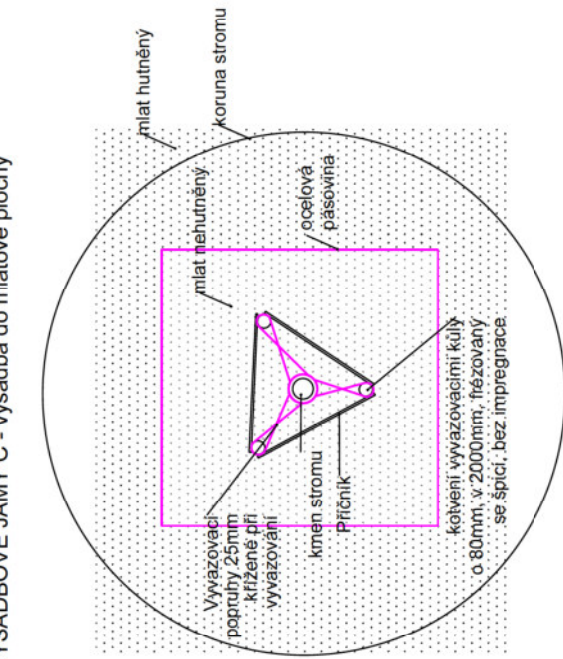 YSADBOVÉ JÁMY C - výsadba do mlatové plochy
mlat hutněný
koruna stromu
mlat nehutněný
ocelová
pásovina
Vyvazovací
popruhy 25mm
křížené při
vyvazování
kmen stromu
Příčník
kotvení vyvazovacími kůly
o 80mm, v 2000mm, frézovaný
se špicí, bez impregnace